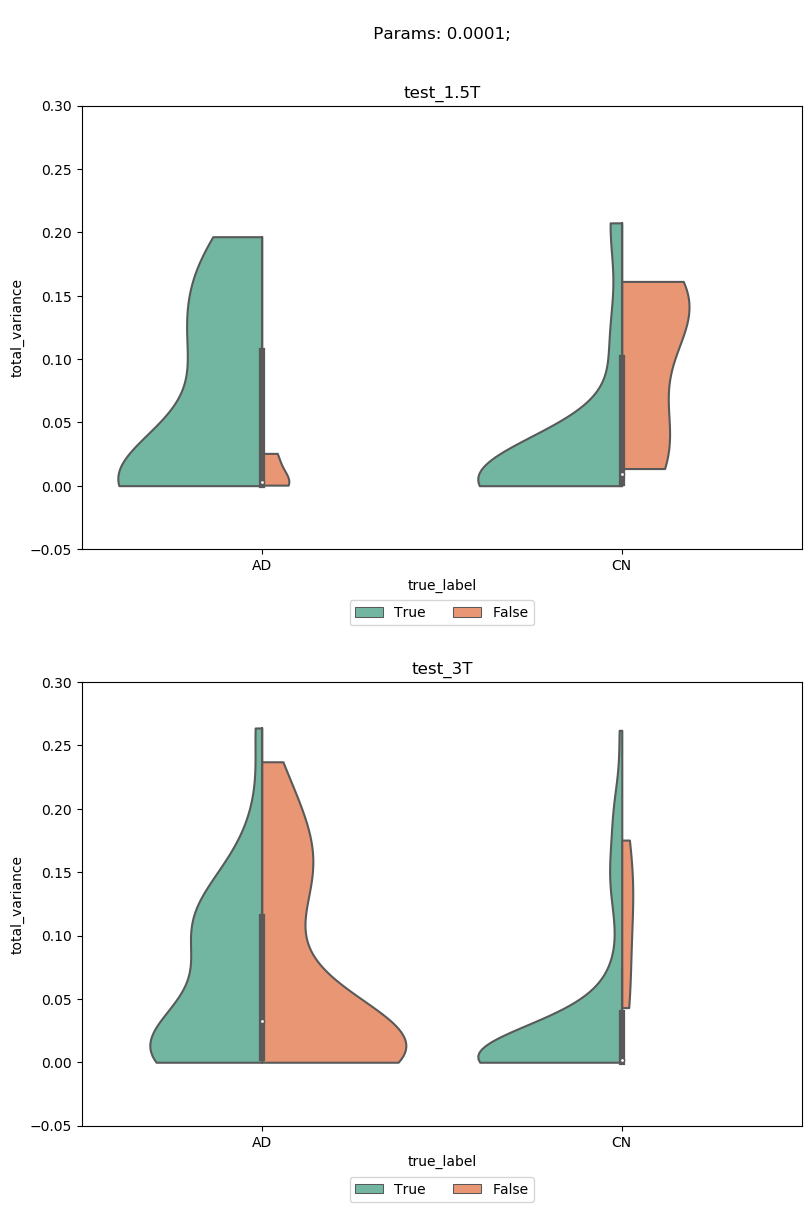 Params: 0.0001;
test_1.5T
0.30
0.25
0.20
0.15
0.10
0.05
0.00
−0.05
total_variance
AD CN
true_label
True False
test_3T
0.30
0.25
0.20
0.15
0.10
0.05
0.00
−0.05
total_variance
AD CN
true_label
True False